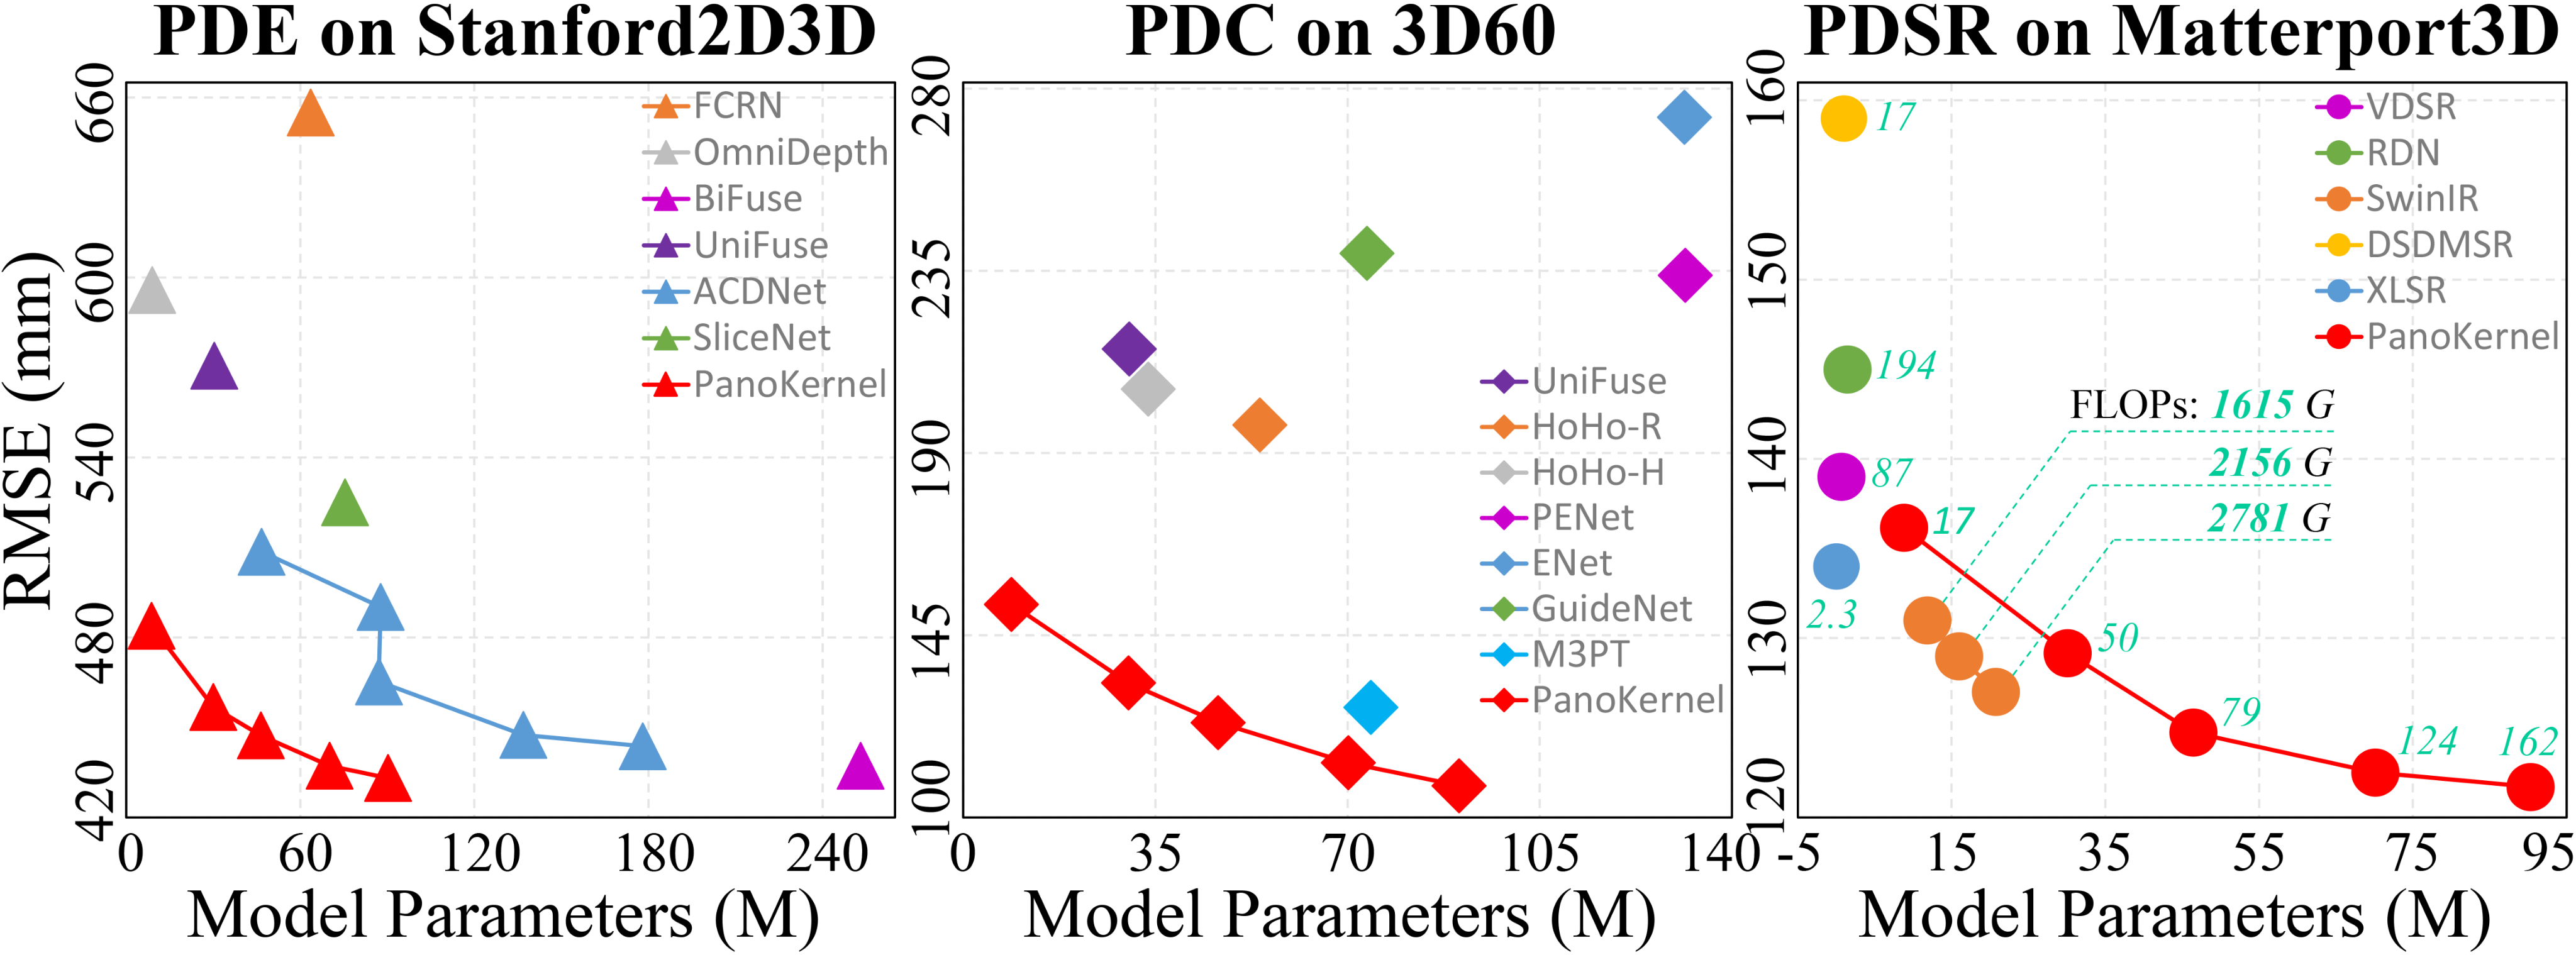 PDE on Stanford2D3D
RMSE (mm)
660
600
540
480
420
0 60 120 180 240
Model Parameters (M)
FCRN
OmniDepth
BiFuse
UniFuse
ACDNet
SliceNet
PanoKernel
PDC on 3D60
280
235
190
145
100
0 35 70 105 140
Model Parameters (M)
UniFuse
HoHo-R
HoHo-H
PENet
ENet
GuideNet
M3PT
PanoKernel
PDSR on Matterport3D
160
150
140
130
120
-5 15 35 55 75 95
Model Parameters (M)
VDSR
RDN
SwinIR
DSDMSR
XLSR
PanoKernel
17
194
FLOPs: 1615 G
2156 G
87
2781 G
17
2.3
50
79
124
162